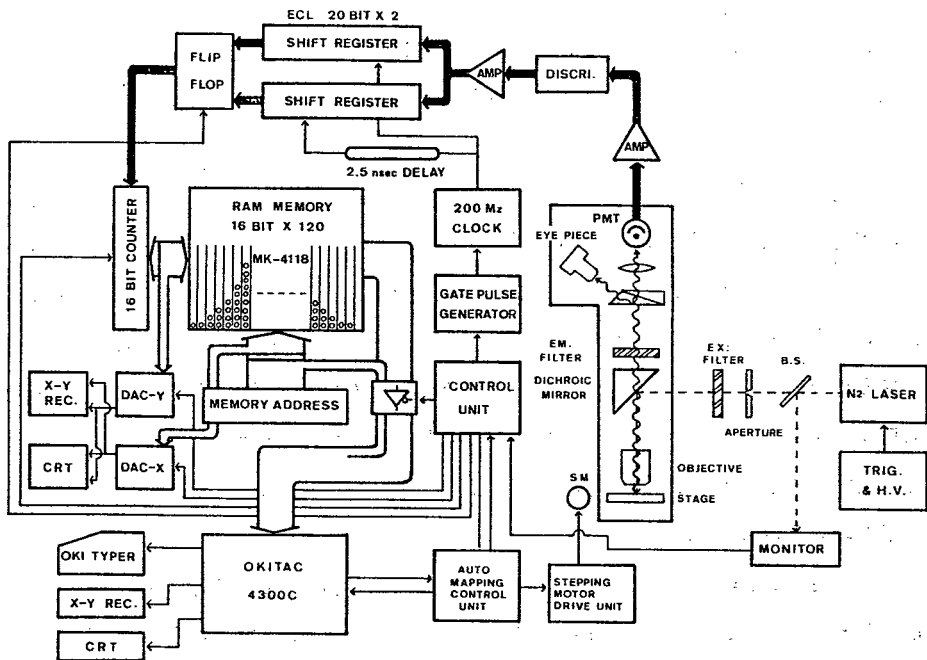 ECL 20 BIT X 2
SHIFT REGISTER
FLIP
FLOP
SHIFT REGISTER
AMP
DISCRI.
AMP
2.5 nsec DELAY
RAM MEMORY
16 BIT X 120
MK-4118
16 BIT COUNTER
200 Mz
CLOCK
GATE PULSE
GENERATOR
CONTROL
UNIT
PMT
EYE PIECE
EM.
FILTER
DICHROIC
MIRROR
EX:
FILTER
B.S.
APERTURE
N2 LASER
TRIG.
& H.V.
OBJECTIVE
STAGE
MONITOR
X-Y
REC.
DAC-Y
MEMORY ADDRESS
CRT
DAC-X
SM
OKI TYPER
X-Y REC.
CRT
OKITAC
4300C
AUTO
MAPPING
CONTROL
UNIT
STEPPING
MOTOR
DRIVE UNIT